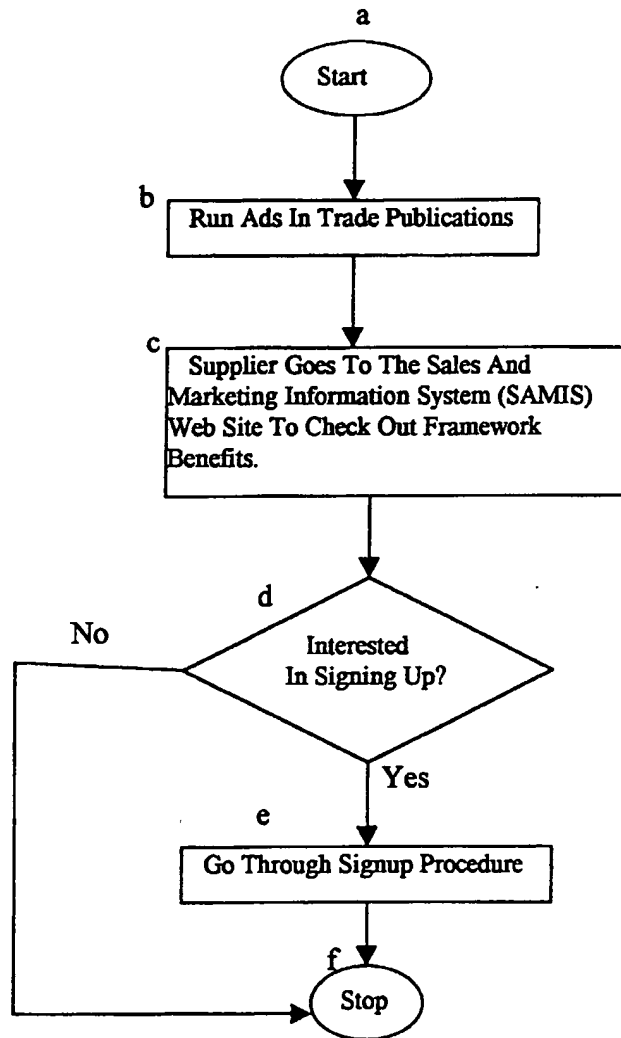 a
Start
b
Run Ads In Trade Publications
c
Supplier Goes To The Sales And
Marketing Information System (SAMIS)
Web Site To Check Out Framework
Benefits.
d
No
Interested
In Signing Up?
Yes
e
Go Through Signup Procedure
f
Stop